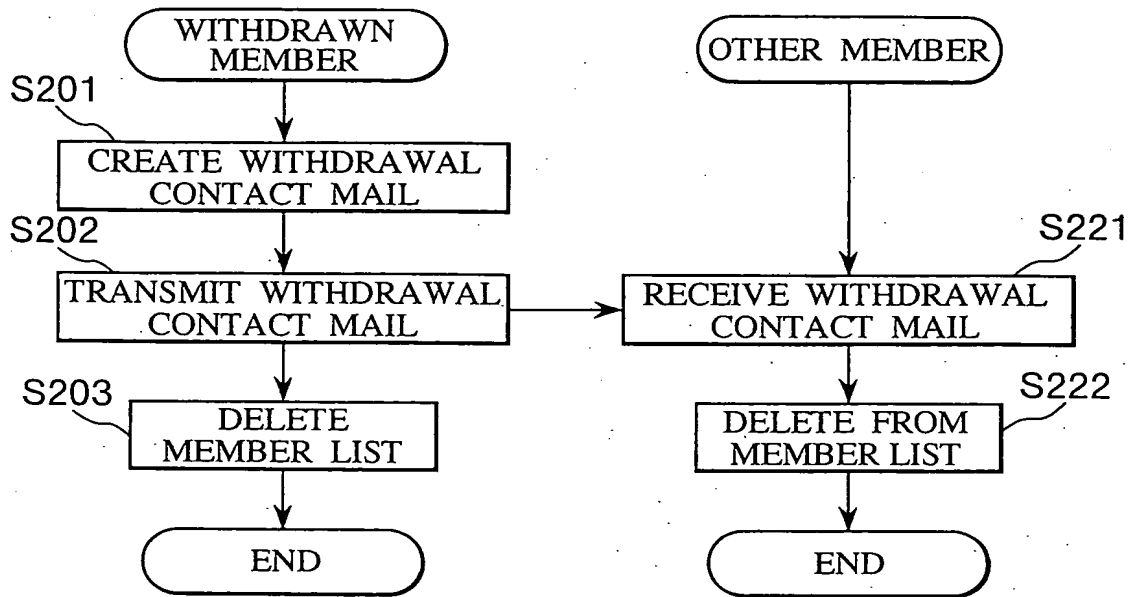 WITHDRAWN
MEMBER
S201
CREATE WITHDRAWAL
CONTACT MAIL
S202
TRANSMIT WITHDRAWAL
CONTACT MAIL
S203
DELETE
MEMBER LIST
END
OTHER MEMBER
S221
RECEIVE WITHDRAWAL
CONTACT MAIL
S222
DELETE FROM
MEMBER LIST
END